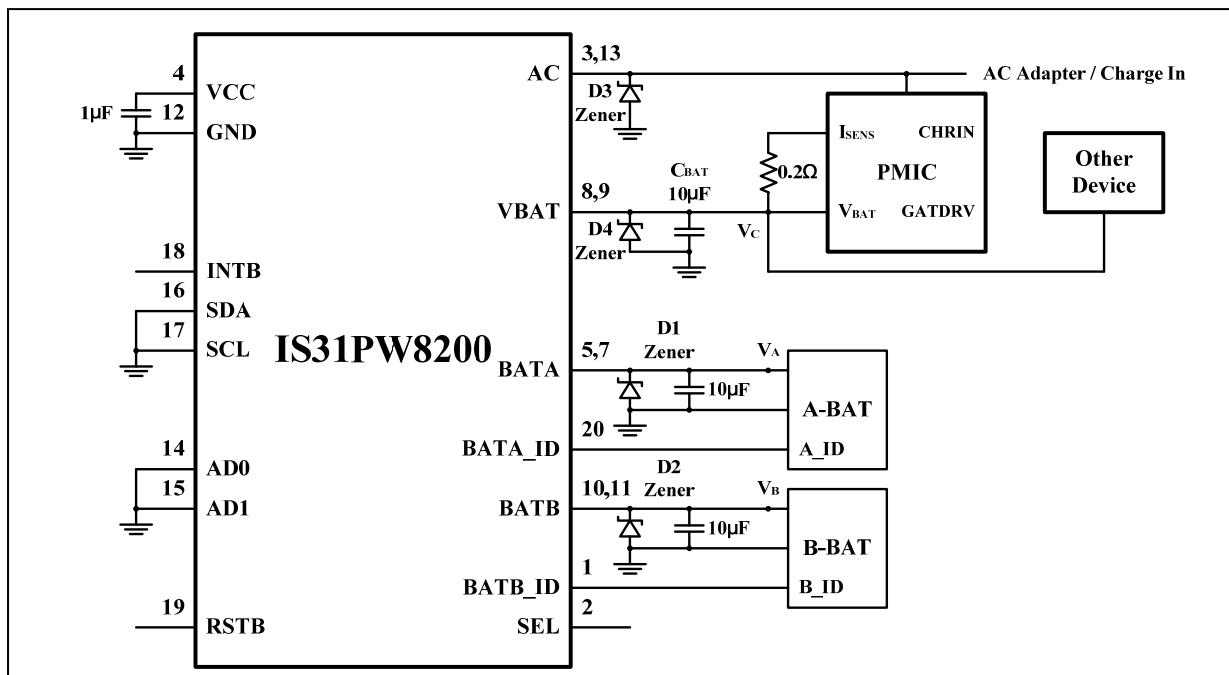 3,13
AC
AC Adapter / Charge In
4
VCC
D3
Zener
12
1µF
GND
ISENS
CHRIN
0.2Ω
PMIC
Other
Device
CBAT
10µF
8,9
VBAT
VBAT
GATDRV
D4
Zener
VC
18
INTB
16
SDA
17
SCL
IS31PW8200
D1
Zener
5,7
VA
BATA
10µF
A-BAT
20
BATA_ID
A_ID
14
AD0
15
AD1
D2
Zener
10,11
VB
BATB
10µF
B-BAT
1
BATB_ID
B_ID
19
RSTB
2
SEL